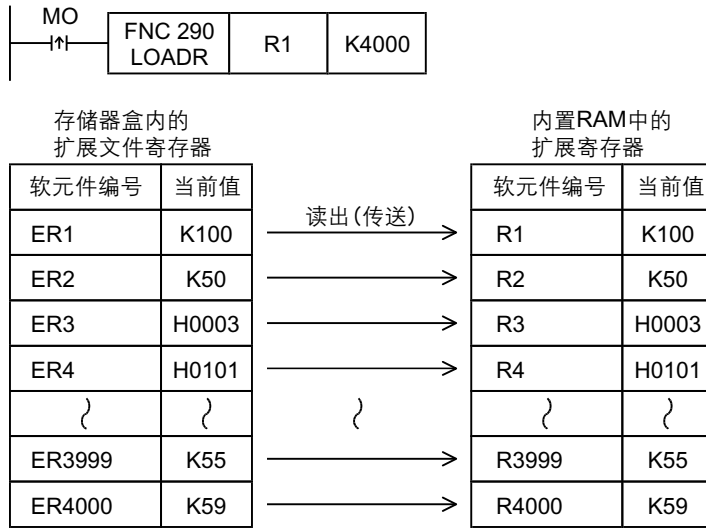 MO
FNC 290
LOADR
R1
K4000
存储器盒内的
扩展文件寄存器
内置RAM中的
扩展寄存器
软元件编号 当前值
软元件编号 当前值
读出(传送)
ER1 K100
R1 K100
ER2 K50
R2 K50
ER3 H0003
R3 H0003
ER4 H0101
R4 H0101
ER3999 K55
R3999 K55
ER4000 K59
R4000 K59